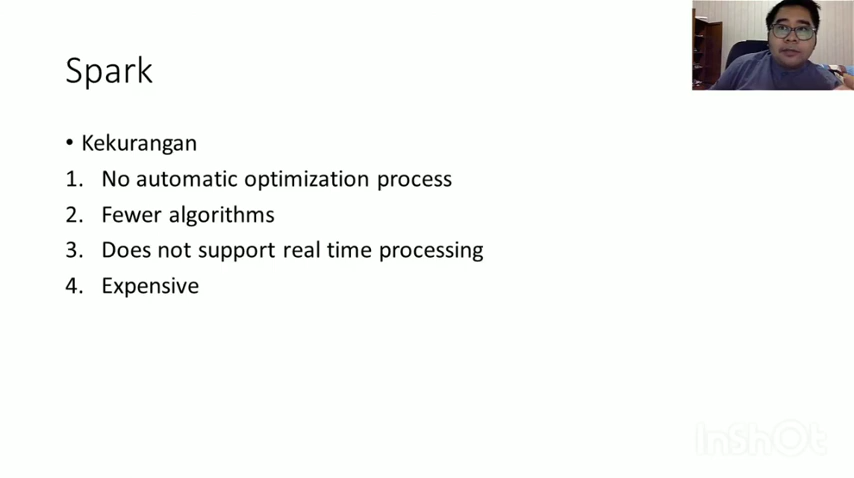 Spark
• Kekurangan
1. No automatic optimization process
2. Fewer algorithms
3. Does not support real time processing
4. Expensive
InShOt